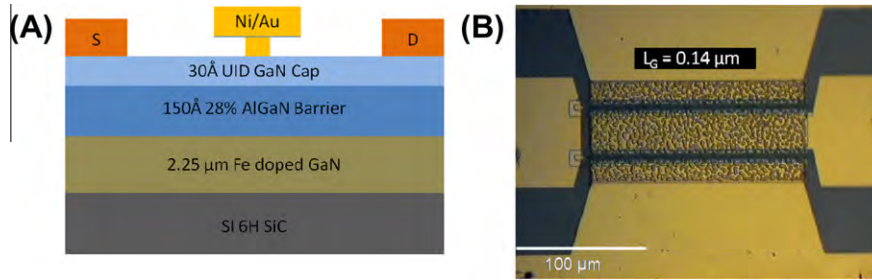 (A)
Ni/Au
S
D
30Å UID GaN Cap
150Å 28% AlGaN Barrier
2.25 µm Fe doped GaN
SI 6H SiC
(B)
L_G = 0.14 µm
100 µm